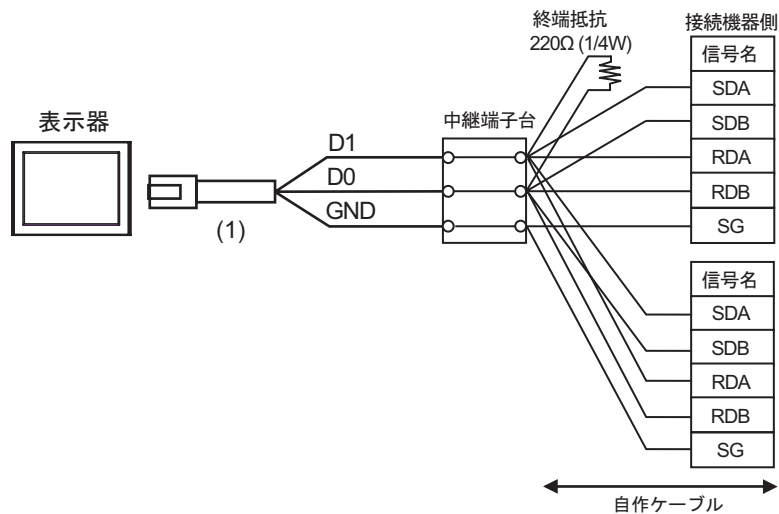 終端抵抗
220Ω (1/4W)
接続機器側
信号名
SDA
SDB
RDA
RDB
SG
表示器
(1)
D1
D0
GND
中継端子台
信号名
SDA
SDB
RDA
RDB
SG
自作ケーブル